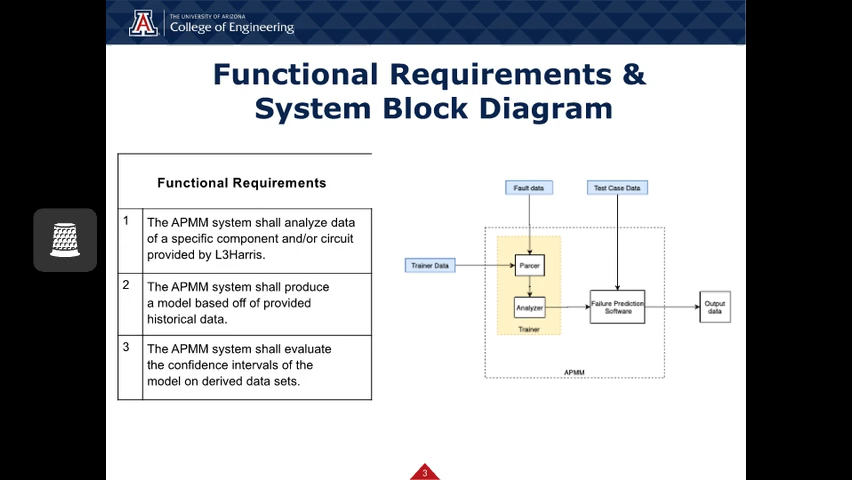 THE UNIVERSITY OF ARIZONA
College of Engineering
Functional Requirements &
System Block Diagram
Functional Requirements
1
The APMM system shall analyze data
of a specific component and/or circuit
provided by L3Harris.
2
The APMM system shall produce
a model based off of provided
historical data.
3
The APMM system shall evaluate
the confidence intervals of the
model on derived data sets.
Fault data
Test Case Data
Trainer Data
Parcer
Analyzer
Trainer
Failure Prediction
Software
Output
data
APMM
3